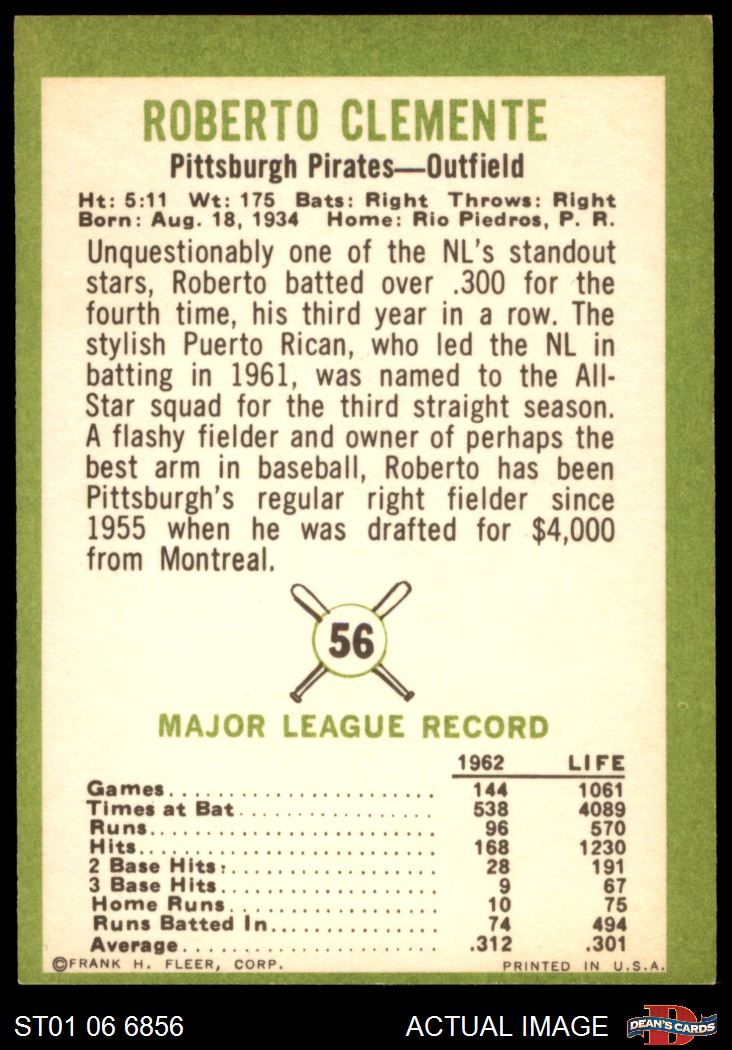 ROBERTO CLEMENTE
Pittsburgh Pirates—Outfield
Ht: 5:11 Wt: 175 Bats: Right Throws: Right
Born: Aug. 18, 1934 Home: Rio Piedros, P. R.
Unquestionably one of the NL's standout
stars, Roberto batted over .300 for the
fourth time, his third year in a row. The
stylish Puerto Rican, who led the NL in
batting in 1961, was named to the All-
Star squad for the third straight season.
A flashy fielder and owner of perhaps the
best arm in baseball, Roberto has been
Pittsburgh's regular right fielder since
1955 when he was drafted for $4,000
from Montreal.
56
MAJOR LEAGUE RECORD
1962 LIFE
Games 144 1061
Times at Bat 538 4089
Runs 96 570
Hits 168 1230
2 Base Hits 28 191
3 Base Hits 9 67
Home Runs 10 75
Runs Batted In 74 494
Average .312 .301
©FRANK H. FLEER, CORP. PRINTED IN U.S.A.
ST01 06 6856 ACTUAL IMAGE D DEAN'S CARDS